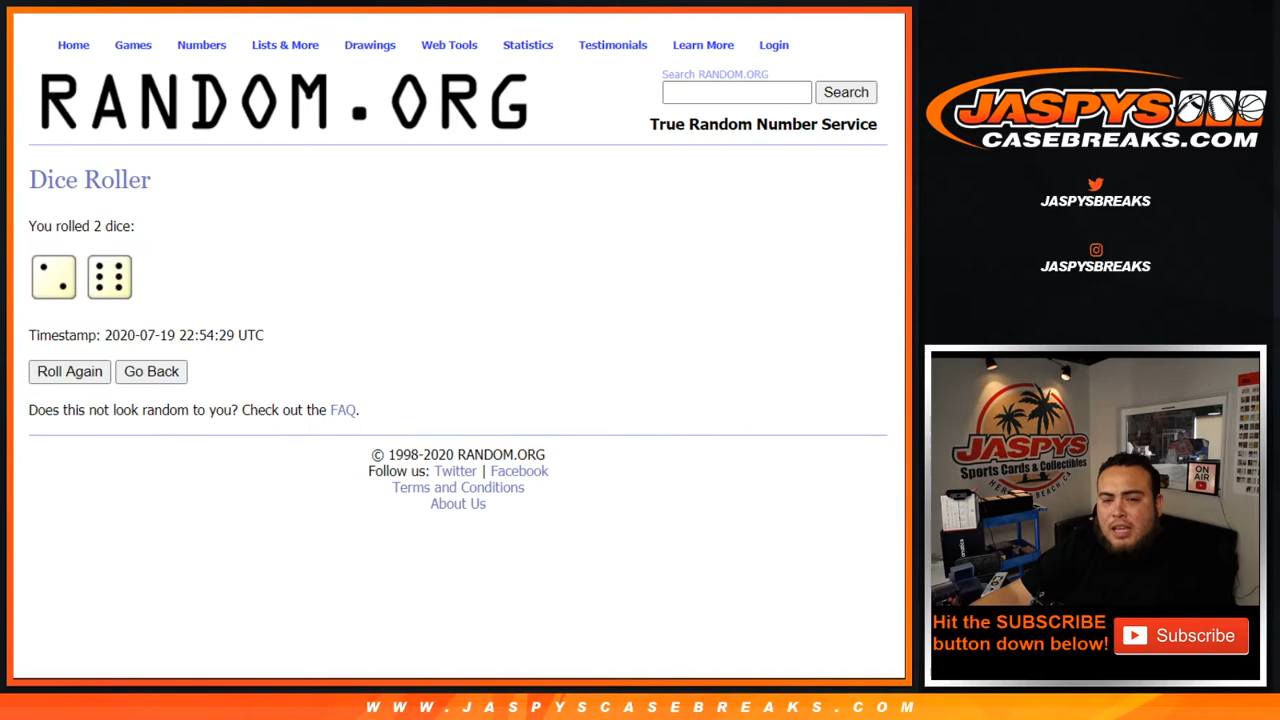 Home Games Numbers Lists & More Drawings Web Tools Statistics Testimonials Learn More Login
RANDOM.ORG
Search RANDOM.ORG
Search
True Random Number Service
Dice Roller
You rolled 2 dice:
Timestamp: 2020-07-19 22:54:29 UTC
Roll Again Go Back
Does this not look random to you? Check out the FAQ.
© 1998-2020 RANDOM.ORG
Follow us: Twitter | Facebook
Terms and Conditions
About Us
JASPYS
CASEBREAKS.COM
JASPYSBREAKS
JASPYSBREAKS
JASPYS
Sports Cards & Collectibles
ON
AIR
Hit the SUBSCRIBE
button down below!
Subscribe
WWW.JASPYSCASEBREAKS.COM